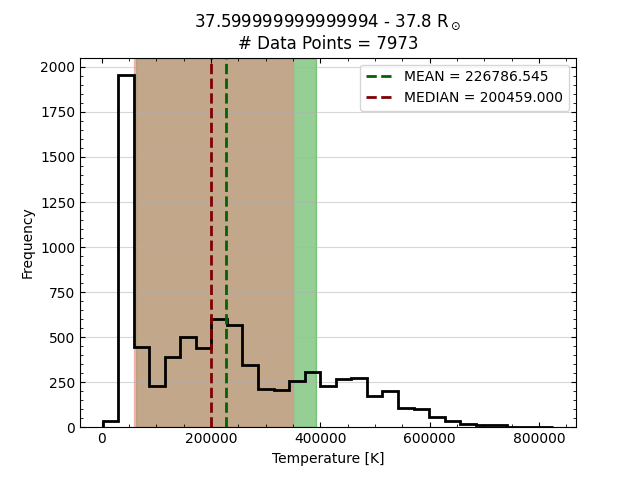 37.599999999999994 - 37.8 R⊙
# Data Points = 7973
MEAN = 226786.545
MEDIAN = 200459.000
2000
1750
1500
1250
1000
750
500
250
0
Frequency
0 200000 400000 600000 800000
Temperature [K]